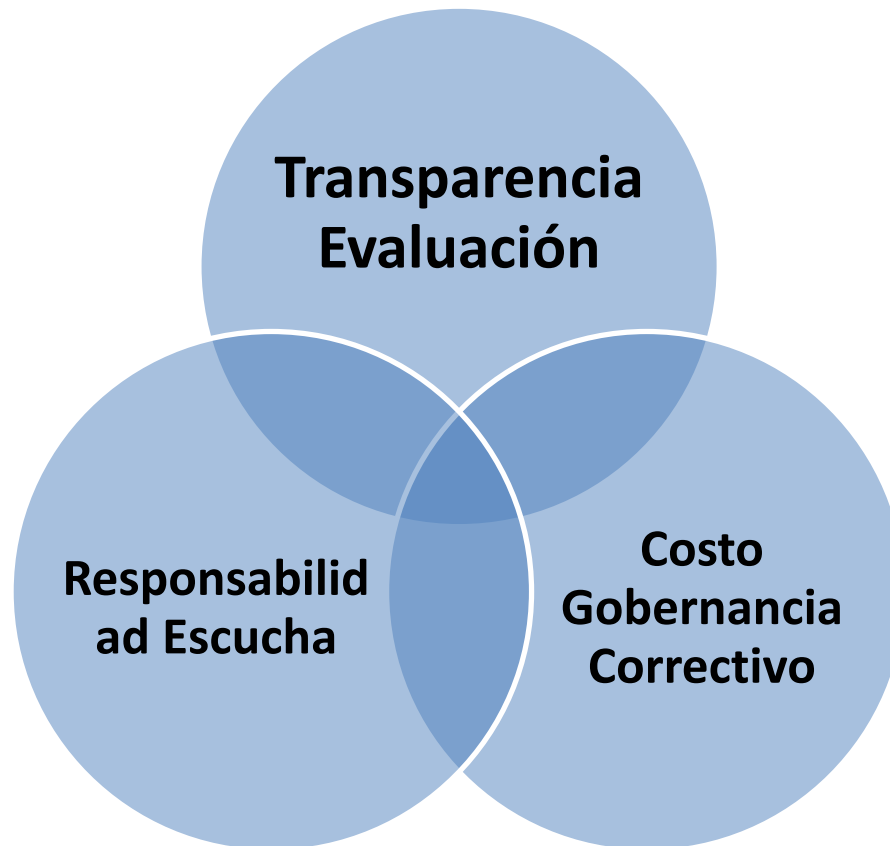 Transparencia
Evaluación
Responsabilid
ad Escucha
Costo
Gobernancia
Correctivo